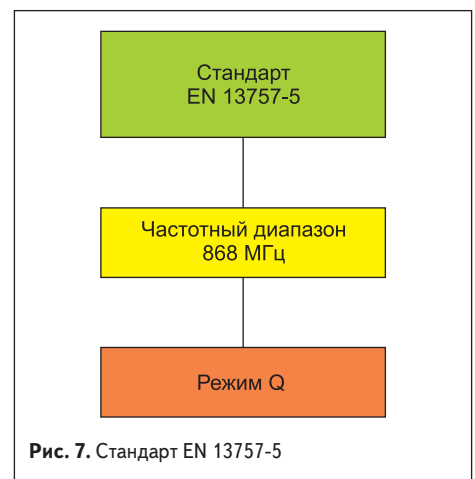 Стандарт
EN 13757-5
Частотный диапазон
868 МГц
Режим Q
Рис. 7. Стандарт EN 13757-5